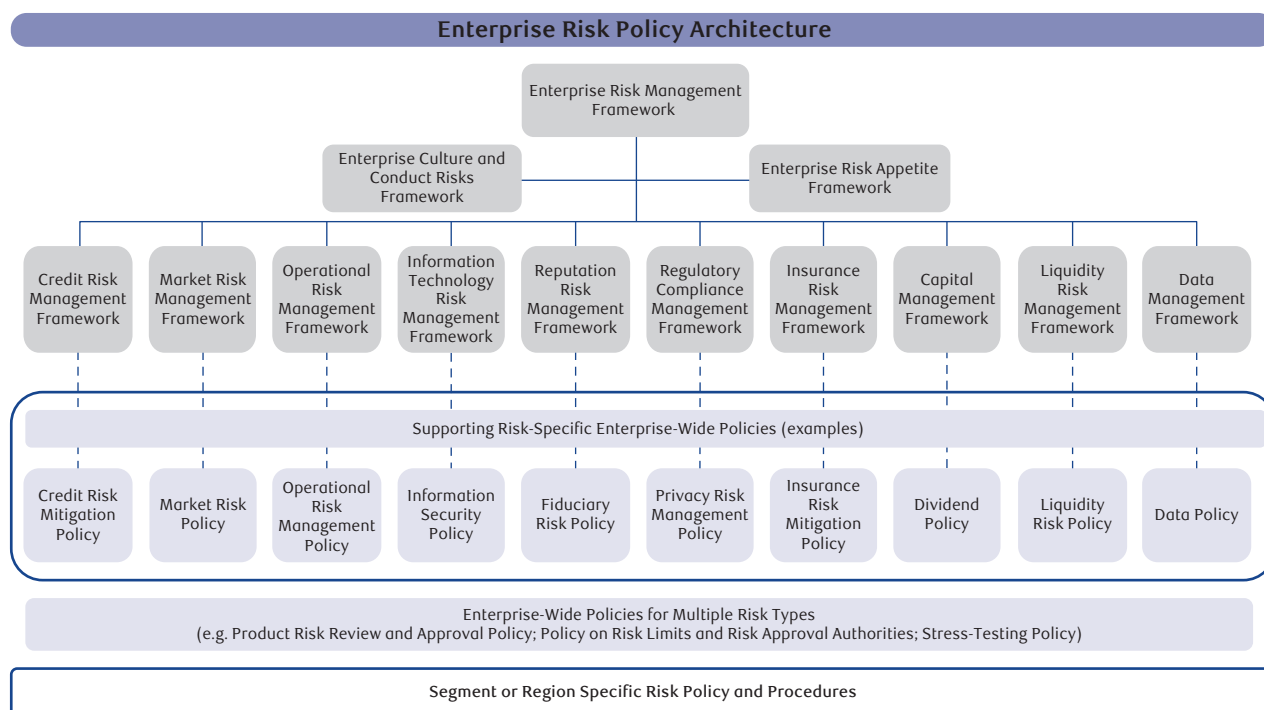 Enterprise Risk Policy Architecture
Enterprise Risk Management
Framework
Enterprise Culture and
Conduct Risks
Framework
Enterprise Risk Appetite
Framework
Credit Risk
Management
Framework
Market Risk
Management
Framework
Operational
Risk
Management
Framework
Information
Technology
Risk
Management
Framework
Reputation
Risk
Management
Framework
Regulatory
Compliance
Management
Framework
Insurance
Risk
Management
Framework
Capital
Management
Framework
Liquidity
Risk
Management
Framework
Data
Management
Framework
Supporting Risk-Specific Enterprise-Wide Policies (examples)
Credit Risk
Mitigation
Policy
Market Risk
Policy
Operational
Risk
Management
Policy
Information
Security
Policy
Fiduciary
Risk Policy
Privacy Risk
Management
Policy
Insurance
Risk
Mitigation
Policy
Dividend
Policy
Liquidity
Risk Policy
Data Policy
Enterprise-Wide Policies for Multiple Risk Types
(e.g. Product Risk Review and Approval Policy; Policy on Risk Limits and Risk Approval Authorities; Stress-Testing Policy)
Segment or Region Specific Risk Policy and Procedures